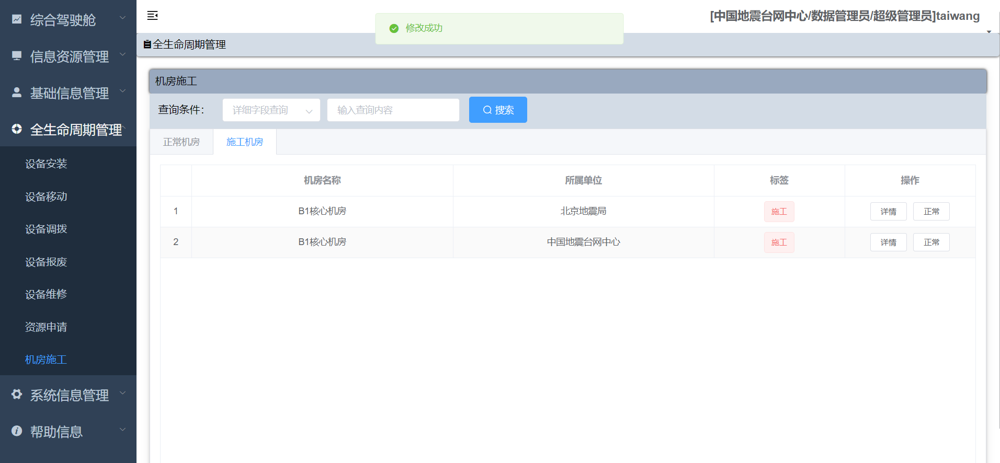 综合驾驶舱
信息资源管理
基础信息管理
全生命周期管理
设备安装
设备移动
设备调拨
设备报废
设备维修
资源申请
机房施工
系统信息管理
帮助信息
[中国地震台网中心/数据管理员/超级管理员]taiwang
修改成功
全生命周期管理
机房施工
查询条件： 详细字段查询 输入查询内容 搜索
正常机房 施工机房
机房名称 所属单位 标签 操作
1 B1核心机房 北京地震局 施工 详情 正常
2 B1核心机房 中国地震台网中心 施工 详情 正常